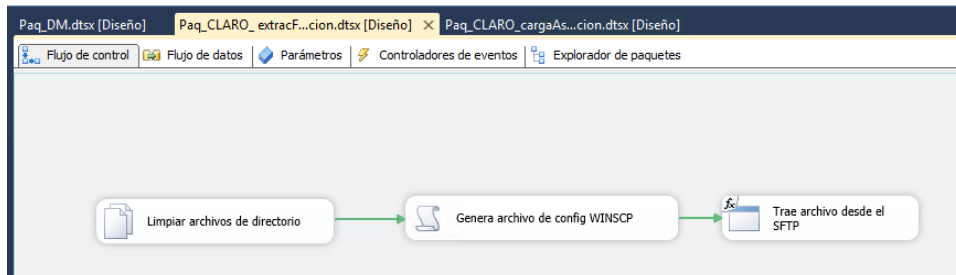 Paq_DM.dtsx [Diseño]
Paq_CLARO_ extracF...cion.dtsx [Diseño]
Paq_CLARO_cargaAs...cion.dtsx [Diseño]
Flujo de control
Flujo de datos
Parámetros
Controladores de eventos
Explorador de paquetes
Limpiar archivos de directorio
Genera archivo de config WINSCP
fx
Trae archivo desde el
SFTP